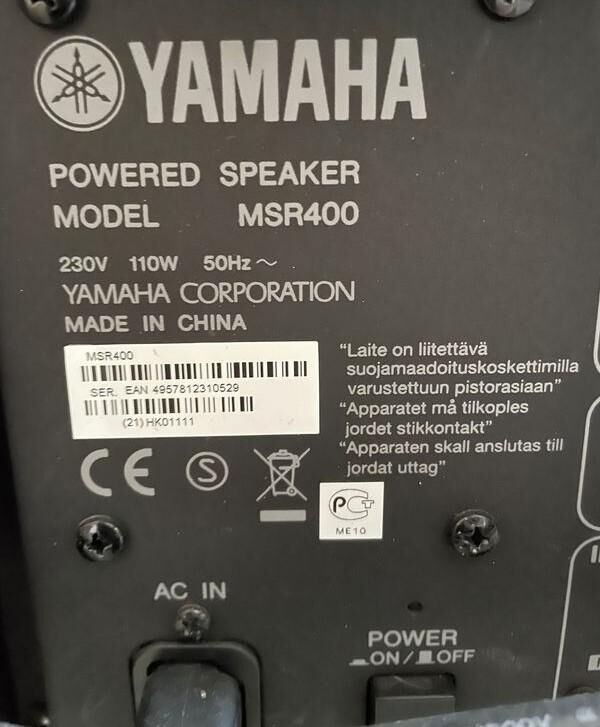 YAMAHA
POWERED SPEAKER
MODEL MSR400
230V 110W 50Hz ~
YAMAHA CORPORATION
MADE IN CHINA
MSR400
SER. EAN 4957812310529
(21)HK01111
“Laite on liitettävä
suojamaadoituskoskettimilla
varustettuun pistorasiaan”
“Apparatet må tilkoples
jordet stikkontakt”
“Apparaten skall anslutas till
jordat uttag”
CE
S
PCT
ME10
AC IN
POWER
ON / OFF